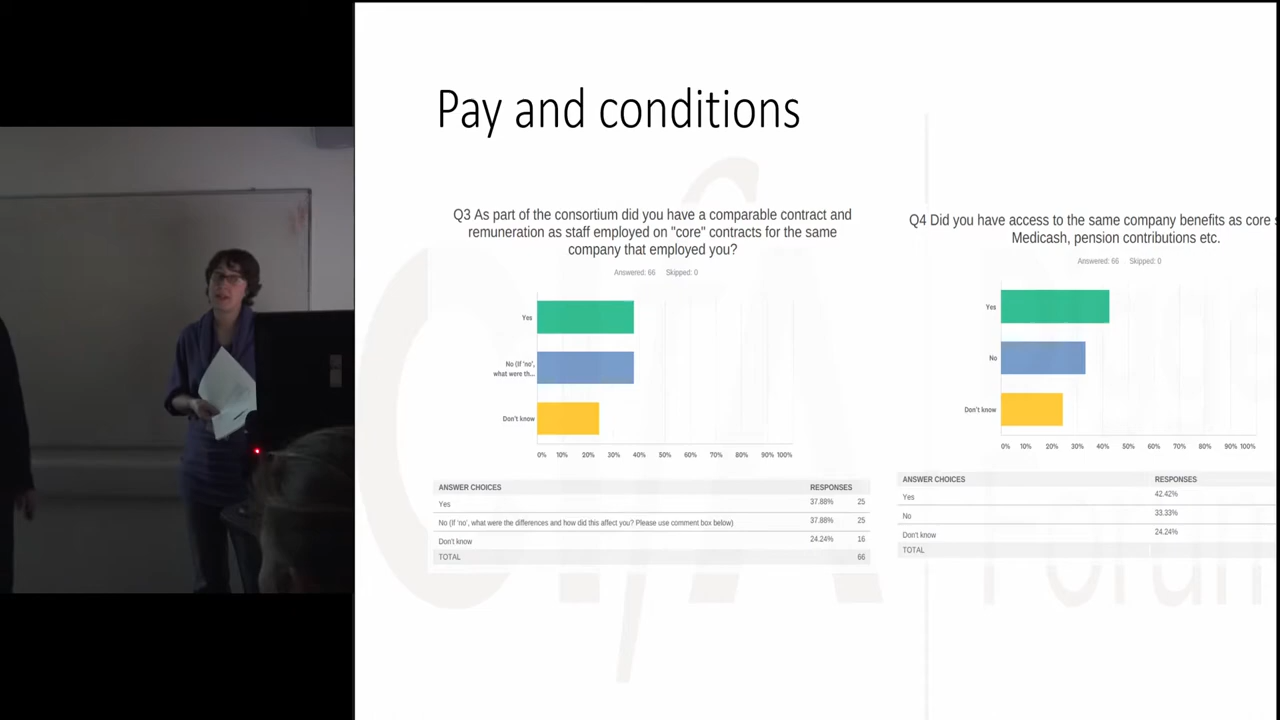 Pay and conditions
Q3 As part of the consortium did you have a comparable contract and
remuneration as staff employed on "core" contracts for the same
company that employed you?
Answered: 66 Skipped: 0
Yes
No (If 'no',
what were th...
Don't know
0% 10% 20% 30% 40% 50% 60% 70% 80% 90% 100%
ANSWER CHOICES RESPONSES
Yes 37.88% 25
No (If 'no', what were the differences and how did this affect you? Please use comment box below) 37.88% 25
Don't know 24.24% 16
TOTAL 66
Q4 Did you have access to the same company benefits as core
Medicash, pension contributions etc.
Answered: 66 Skipped: 0
Yes
No
Don't know
0% 10% 20% 30% 40% 50% 60% 70% 80% 90% 100%
ANSWER CHOICES RESPONSES
Yes 42.42%
No 33.33%
Don't know 24.24%
TOTAL
CIfA
Forum